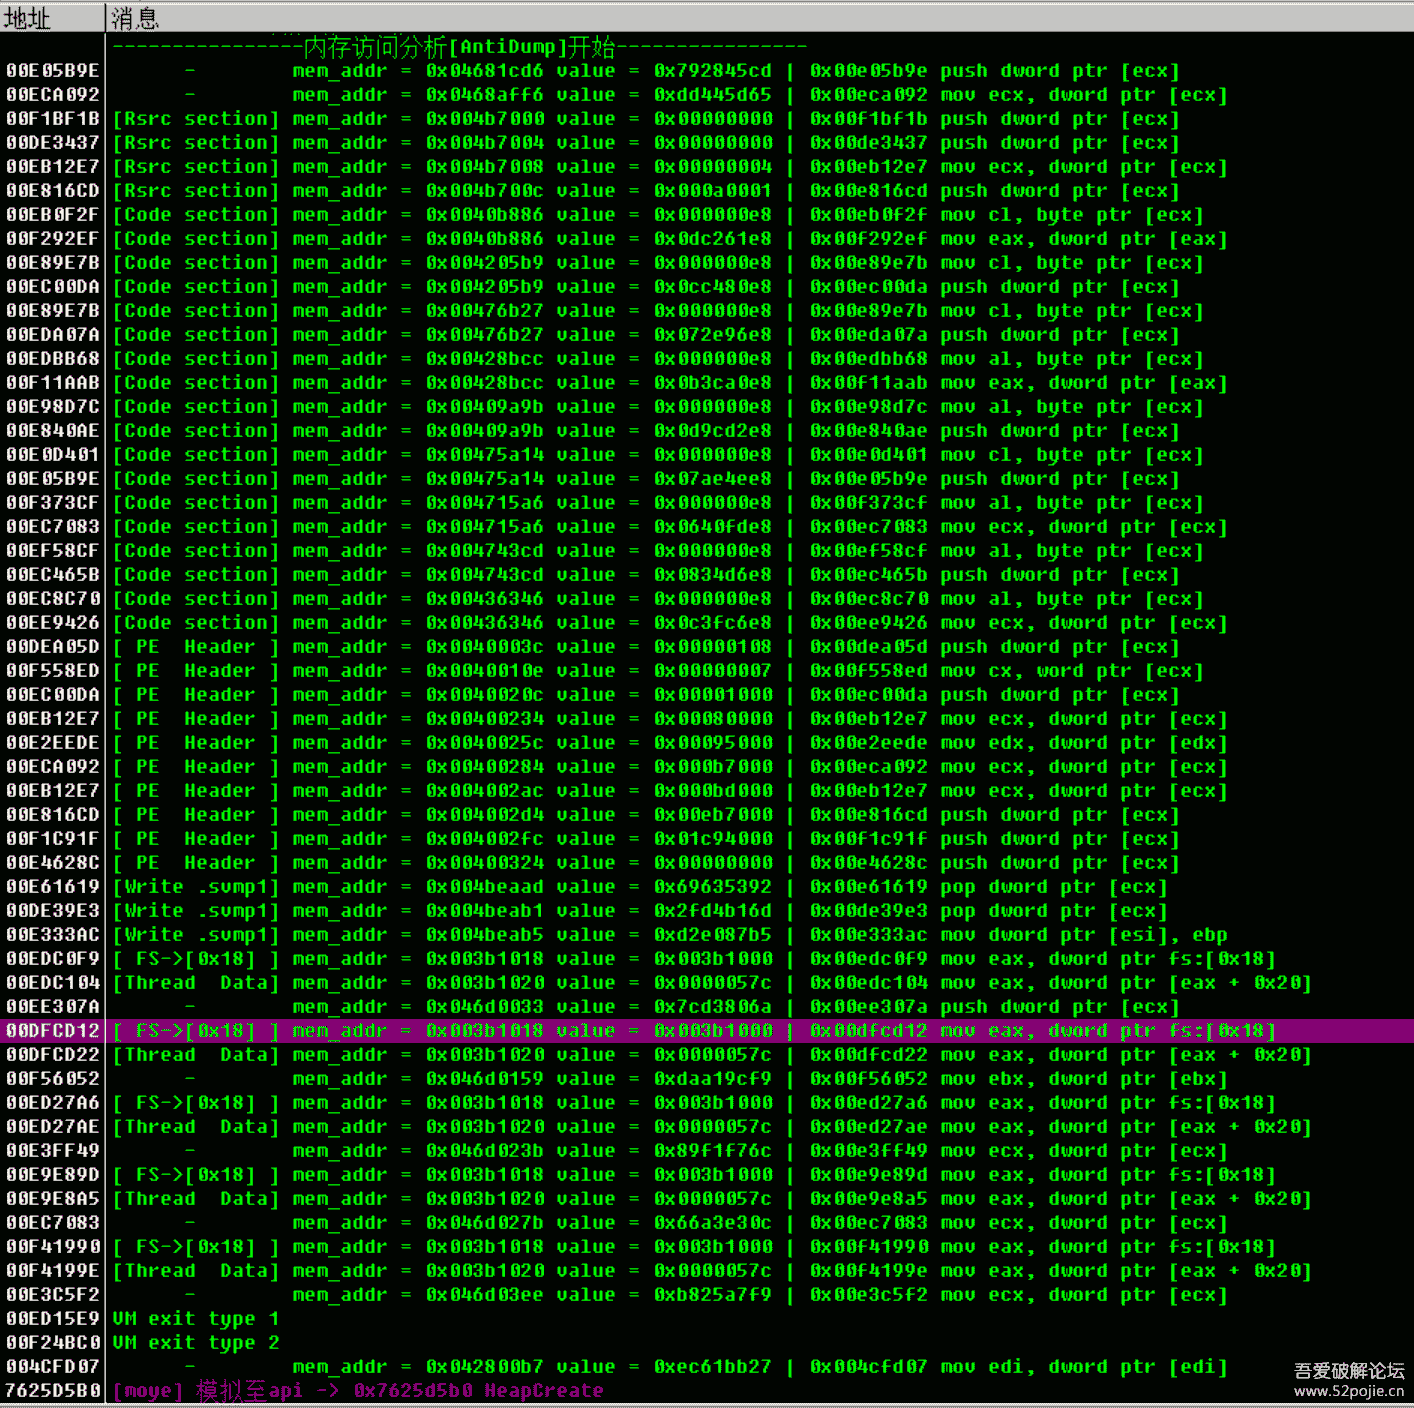 地址 消息
----------------内存访问分析[AntiDump]开始----------------
00E05B9E - mem_addr = 0x04681cd6 value = 0x792845cd | 0x00e05b9e push dword ptr [ecx]
00ECA092 - mem_addr = 0x0468aff6 value = 0xdd445d65 | 0x00eca092 mov ecx, dword ptr [ecx]
00F1BF1B [Rsrc section] mem_addr = 0x004b7000 value = 0x00000000 | 0x00f1bf1b push dword ptr [ecx]
00DE3437 [Rsrc section] mem_addr = 0x004b7004 value = 0x00000000 | 0x00de3437 push dword ptr [ecx]
00EB12E7 [Rsrc section] mem_addr = 0x004b7008 value = 0x00000004 | 0x00eb12e7 mov ecx, dword ptr [ecx]
00E816CD [Rsrc section] mem_addr = 0x004b700c value = 0x000a0001 | 0x00e816cd push dword ptr [ecx]
00EB0F2F [Code section] mem_addr = 0x0040b886 value = 0x000000e8 | 0x00eb0f2f mov cl, byte ptr [ecx]
00F292EF [Code section] mem_addr = 0x0040b886 value = 0x0dc261e8 | 0x00f292ef mov eax, dword ptr [eax]
00E89E7B [Code section] mem_addr = 0x004205b9 value = 0x000000e8 | 0x00e89e7b mov cl, byte ptr [ecx]
00EC00DA [Code section] mem_addr = 0x004205b9 value = 0x0cc480e8 | 0x00ec00da push dword ptr [ecx]
00E89E7B [Code section] mem_addr = 0x00476b27 value = 0x000000e8 | 0x00e89e7b mov cl, byte ptr [ecx]
00EDA07A [Code section] mem_addr = 0x00476b27 value = 0x072e96e8 | 0x00eda07a push dword ptr [ecx]
00EDBB68 [Code section] mem_addr = 0x00428bcc value = 0x000000e8 | 0x00edbb68 mov al, byte ptr [ecx]
00F11AAB [Code section] mem_addr = 0x00428bcc value = 0x0b3ca0e8 | 0x00f11aab mov eax, dword ptr [eax]
00E98D7C [Code section] mem_addr = 0x00409a9b value = 0x000000e8 | 0x00e98d7c mov al, byte ptr [ecx]
00E840AE [Code section] mem_addr = 0x00409a9b value = 0x0d9cd2e8 | 0x00e840ae push dword ptr [ecx]
00E0D401 [Code section] mem_addr = 0x00475a14 value = 0x000000e8 | 0x00e0d401 mov cl, byte ptr [ecx]
00E05B9E [Code section] mem_addr = 0x00475a14 value = 0x07ae4ee8 | 0x00e05b9e push dword ptr [ecx]
00F373CF [Code section] mem_addr = 0x004715a6 value = 0x000000e8 | 0x00f373cf mov al, byte ptr [ecx]
00EC7083 [Code section] mem_addr = 0x004715a6 value = 0x0640fde8 | 0x00ec7083 mov ecx, dword ptr [ecx]
00EF58CF [Code section] mem_addr = 0x004743cd value = 0x000000e8 | 0x00ef58cf mov al, byte ptr [ecx]
00EC465B [Code section] mem_addr = 0x004743cd value = 0x0834d6e8 | 0x00ec465b push dword ptr [ecx]
00EC8C70 [Code section] mem_addr = 0x00436346 value = 0x000000e8 | 0x00ec8c70 mov al, byte ptr [ecx]
00EE9426 [Code section] mem_addr = 0x00436346 value = 0x0c3fc6e8 | 0x00ee9426 mov ecx, dword ptr [ecx]
00DEA05D [ PE Header ] mem_addr = 0x0040003c value = 0x00000108 | 0x00dea05d push dword ptr [ecx]
00F558ED [ PE Header ] mem_addr = 0x0040010e value = 0x00000007 | 0x00f558ed mov cx, word ptr [ecx]
00EC00DA [ PE Header ] mem_addr = 0x0040020c value = 0x00001000 | 0x00ec00da push dword ptr [ecx]
00EB12E7 [ PE Header ] mem_addr = 0x00400234 value = 0x00080000 | 0x00eb12e7 mov ecx, dword ptr [ecx]
00E2EEDE [ PE Header ] mem_addr = 0x0040025c value = 0x00095000 | 0x00e2eede mov edx, dword ptr [edx]
00ECA092 [ PE Header ] mem_addr = 0x00400284 value = 0x000b7000 | 0x00eca092 mov ecx, dword ptr [ecx]
00EB12E7 [ PE Header ] mem_addr = 0x004002ac value = 0x000bd000 | 0x00eb12e7 mov ecx, dword ptr [ecx]
00E816CD [ PE Header ] mem_addr = 0x004002d4 value = 0x00eb7000 | 0x00e816cd push dword ptr [ecx]
00F1C91F [ PE Header ] mem_addr = 0x004002fc value = 0x01c94000 | 0x00f1c91f push dword ptr [ecx]
00E4628C [ PE Header ] mem_addr = 0x00400324 value = 0x00000000 | 0x00e4628c push dword ptr [ecx]
00E61619 [Write .svmp1] mem_addr = 0x004beaad value = 0x69635392 | 0x00e61619 pop dword ptr [ecx]
00DE39E3 [Write .svmp1] mem_addr = 0x004beab1 value = 0x2fd4b16d | 0x00de39e3 pop dword ptr [ecx]
00E333AC [Write .svmp1] mem_addr = 0x004beab5 value = 0xd2e087b5 | 0x00e333ac mov dword ptr [esi], ebp
00EDC0F9 [ FS->[0x18] ] mem_addr = 0x003b1018 value = 0x003b1000 | 0x00edc0f9 mov eax, dword ptr fs:[0x18]
00EDC104 [Thread Data] mem_addr = 0x003b1020 value = 0x0000057c | 0x00edc104 mov eax, dword ptr [eax + 0x20]
00EE307A - mem_addr = 0x046d0033 value = 0x7cd3806a | 0x00ee307a push dword ptr [ecx]
00DFCD12 [ FS->[0x18] ] mem_addr = 0x003b1018 value = 0x003b1000 | 0x00dfcd12 mov eax, dword ptr fs:[0x18]
00DFCD22 [Thread Data] mem_addr = 0x003b1020 value = 0x0000057c | 0x00dfcd22 mov eax, dword ptr [eax + 0x20]
00F56052 - mem_addr = 0x046d0159 value = 0xdaa19cf9 | 0x00f56052 mov ebx, dword ptr [ebx]
00ED27A6 [ FS->[0x18] ] mem_addr = 0x003b1018 value = 0x003b1000 | 0x00ed27a6 mov eax, dword ptr fs:[0x18]
00ED27AE [Thread Data] mem_addr = 0x003b1020 value = 0x0000057c | 0x00ed27ae mov eax, dword ptr [eax + 0x20]
00E3FF49 - mem_addr = 0x046d023b value = 0x89f1f76c | 0x00e3ff49 mov ecx, dword ptr [ecx]
00E9E89D [ FS->[0x18] ] mem_addr = 0x003b1018 value = 0x003b1000 | 0x00e9e89d mov eax, dword ptr fs:[0x18]
00E9E8A5 [Thread Data] mem_addr = 0x003b1020 value = 0x0000057c | 0x00e9e8a5 mov eax, dword ptr [eax + 0x20]
00EC7083 - mem_addr = 0x046d027b value = 0x66a3e30c | 0x00ec7083 mov ecx, dword ptr [ecx]
00F41990 [ FS->[0x18] ] mem_addr = 0x003b1018 value = 0x003b1000 | 0x00f41990 mov eax, dword ptr fs:[0x18]
00F4199E [Thread Data] mem_addr = 0x003b1020 value = 0x0000057c | 0x00f4199e mov eax, dword ptr [eax + 0x20]
00E3C5F2 - mem_addr = 0x046d03ee value = 0xb825a7f9 | 0x00e3c5f2 mov ecx, dword ptr [ecx]
00ED15E9 VM exit type 1
00F24BC0 VM exit type 2
004CFD07 - mem_addr = 0x042800b7 value = 0xec61bb27 | 0x004cfd07 mov edi, dword ptr [edi]
7625D5B0 [moye] 模拟至api -> 0x7625d5b0 HeapCreate
吾爱破解论坛
www.52pojie.cn